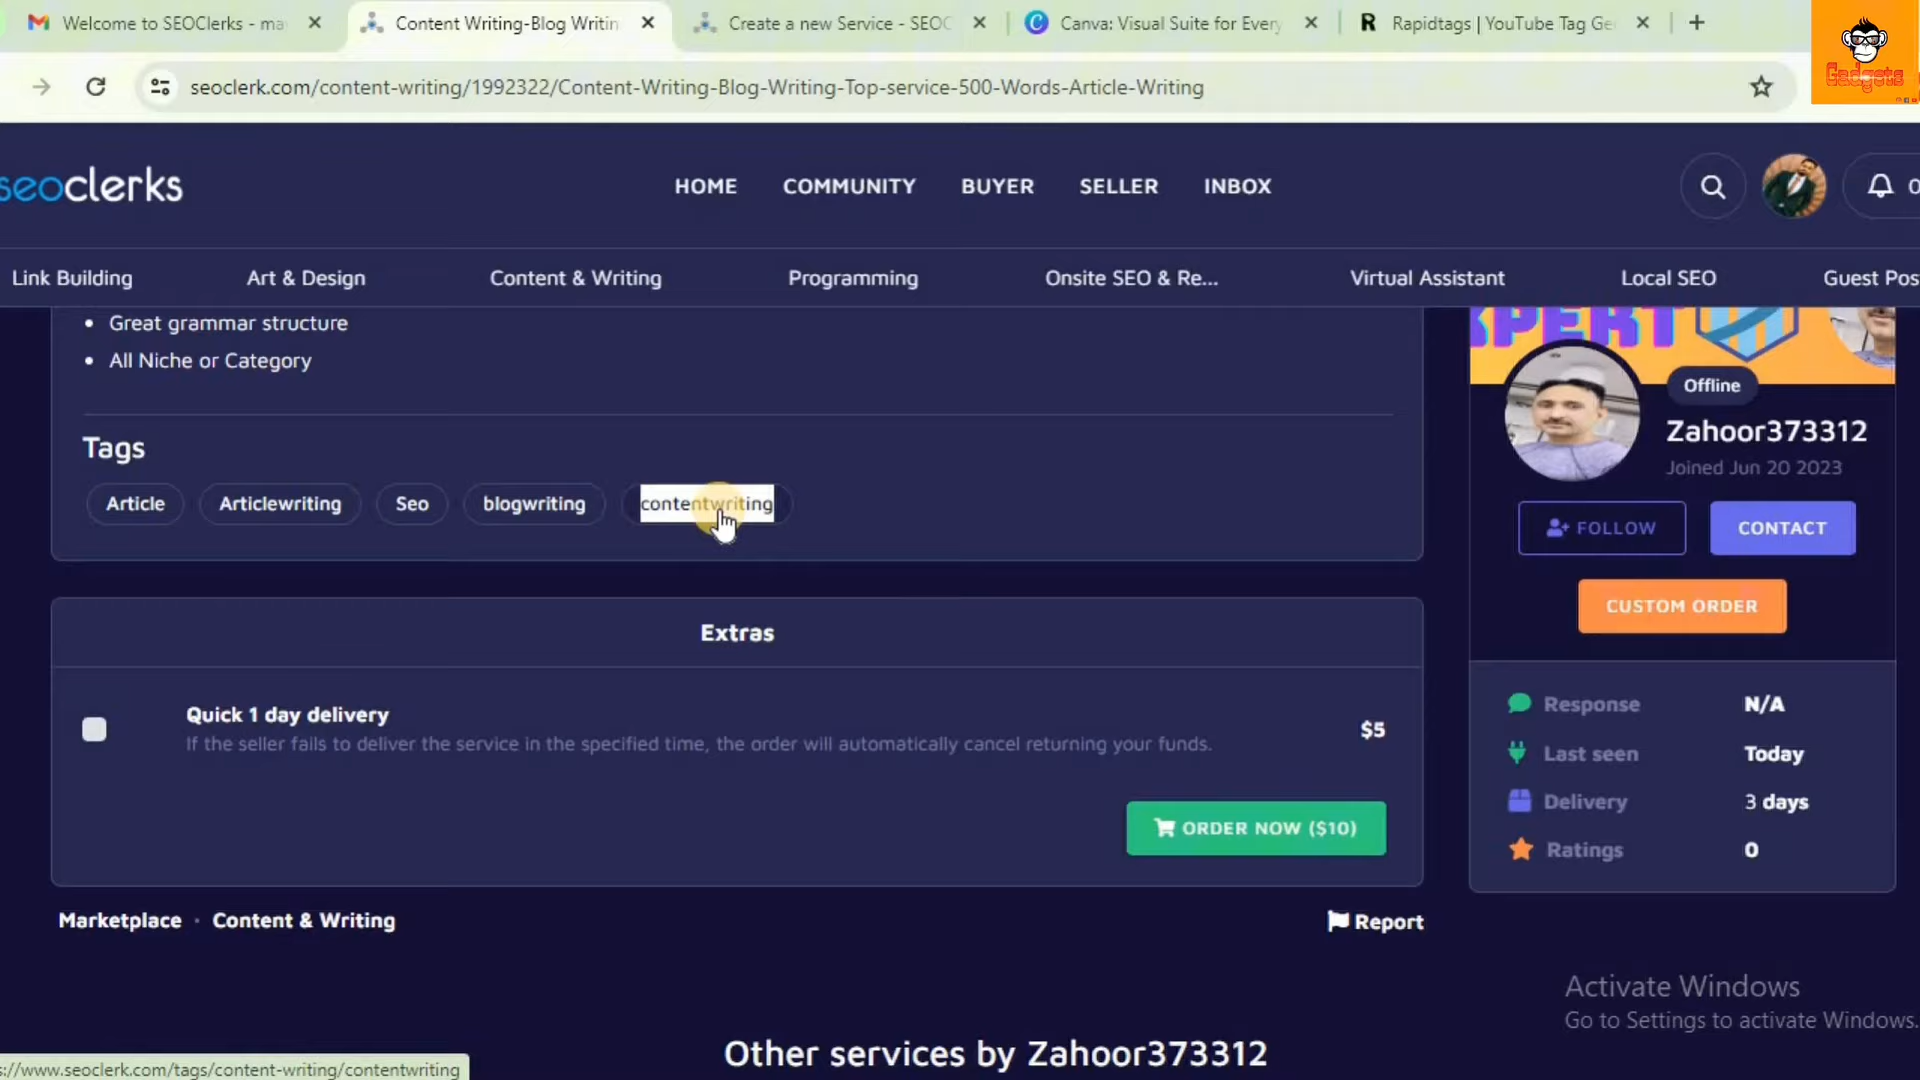 Welcome to SEOClerks - ma
Content Writing-Blog Writin
Create a new Service - SEOC
Canva: Visual Suite for Every
Rapidtags | YouTube Tag Ge
Gadgets
seoclerk.com/content-writing/1992322/Content-Writing-Blog-Writing-Top-service-500-Words-Article-Writing
seoclerks
HOME
COMMUNITY
BUYER
SELLER
INBOX
0
Link Building
Art & Design
Content & Writing
Programming
Onsite SEO & Re...
Virtual Assistant
Local SEO
Guest Pos
Great grammar structure
All Niche or Category
XPERT
Offline
Zahoor373312
Joined Jun 20 2023
Tags
Article
Articlewriting
Seo
blogwriting
contentwriting
FOLLOW
CONTACT
CUSTOM ORDER
Extras
Quick 1 day delivery
If the seller fails to deliver the service in the specified time, the order will automatically cancel returning your funds.
$5
ORDER NOW ($10)
Response N/A
Last seen Today
Delivery 3 days
Ratings 0
Marketplace · Content & Writing
Report
Activate Windows
Go to Settings to activate Windows.
Other services by Zahoor373312
s://www.seoclerk.com/tags/content-writing/contentwriting